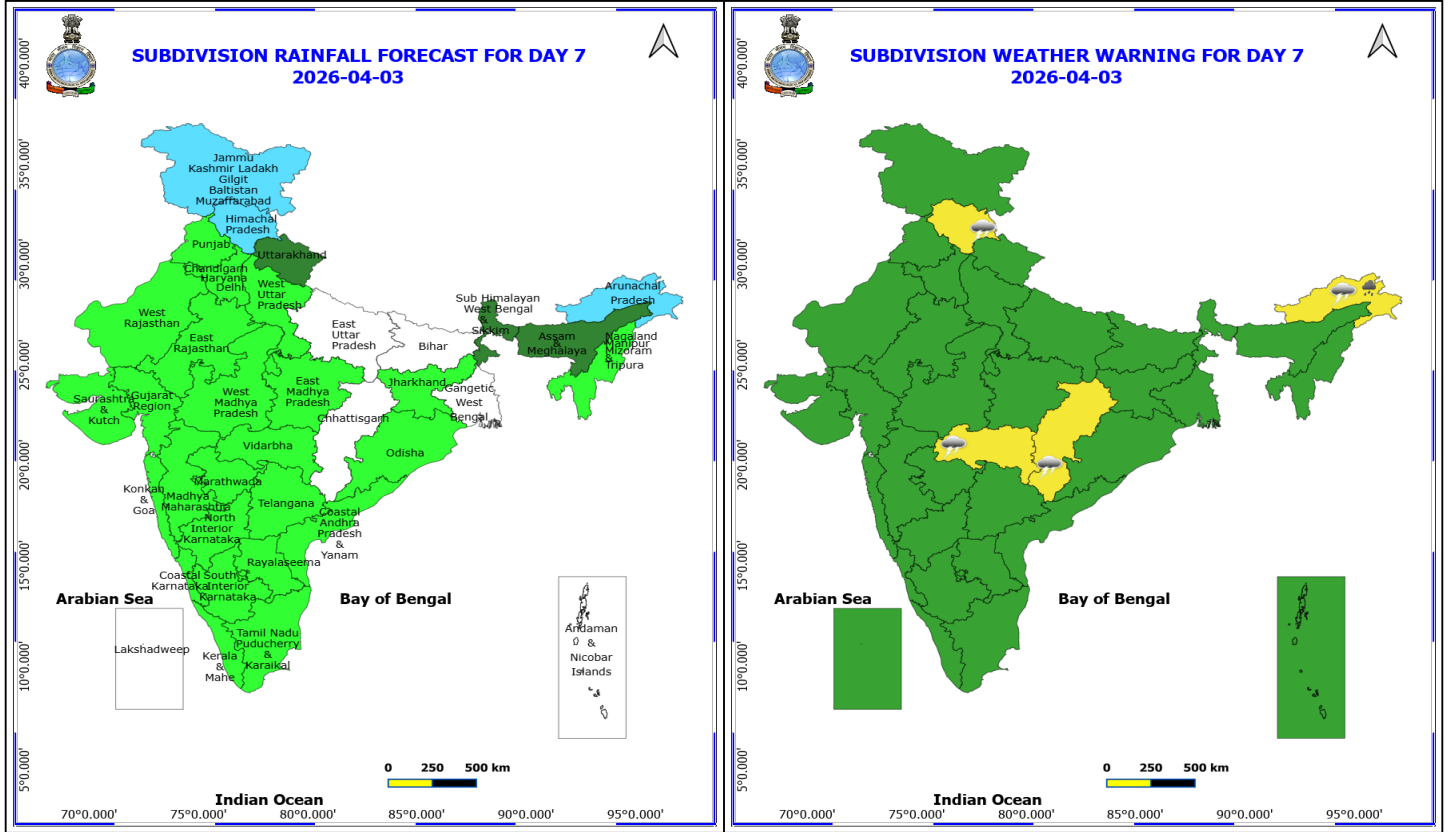 SUBDIVISION RAINFALL FORECAST FOR DAY 7
2026-04-03
40°0.000'
35°0.000'
30°0.000'
25°0.000'
20°0.000'
15°0.000'
10°0.000'
5°0.000'
Jammu
Kashmir Ladakh
Gilgit
Baltistan
Muzaffarabad
Himachal
Pradesh
Punjab
Uttarakhand
Chandigarh
Haryana
Delhi
West
Uttar
Pradesh
Arunachal
Pradesh
Sub Himalayan
West Bengal
&
Sikkim
West
Rajasthan
East
Uttar
Pradesh
Bihar
Assam
&
Meghalaya
Nagaland
Manipur
Mizoram
&
Tripura
East
Rajasthan
Saurashtra
&
Kutch
Gujarat
Region
West
Madhya
Pradesh
East
Madhya
Pradesh
Jharkhand
Gangetic
West
Bengal
Chhattisgarh
Vidarbha
Odisha
Konkan
&
Goa
Marathwada
Madhya
Maharashtra
Telangana
North
Interior
Karnataka
Coastal
Andhra
Pradesh
&
Yanam
Rayalaseema
Coastal
Karnataka
South
Interior
Karnataka
Arabian Sea
Bay of Bengal
Lakshadweep
Kerala
&
Mahe
Tamil Nadu
Puducherry
&
Karaikal
Andaman
&
Nicobar
Islands
0 250 500 km
Indian Ocean
70°0.000' 75°0.000' 80°0.000' 85°0.000' 90°0.000' 95°0.000'
SUBDIVISION WEATHER WARNING FOR DAY 7
2026-04-03
40°0.000'
35°0.000'
30°0.000'
25°0.000'
20°0.000'
15°0.000'
10°0.000'
5°0.000'
Arabian Sea
Bay of Bengal
0 250 500 km
Indian Ocean
70°0.000' 75°0.000' 80°0.000' 85°0.000' 90°0.000' 95°0.000'